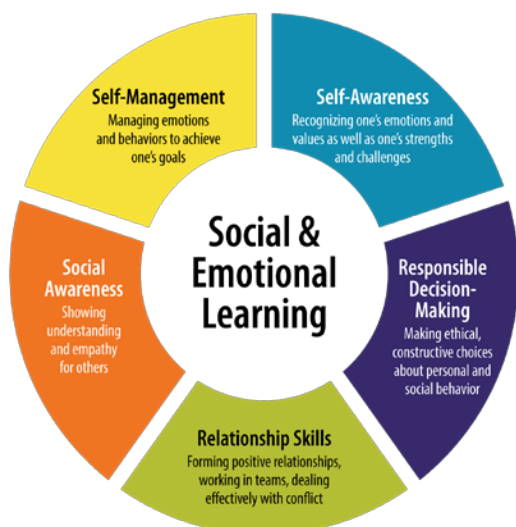 Self-Management
Managing emotions
and behaviors to achieve
one's goals
Self-Awareness
Recognizing one's emotions and
values as well as one's strengths
and challenges
Social
Awareness
Showing
understanding
and empathy
for others
Social &
Emotional
Learning
Responsible
Decision-
Making
Making ethical,
constructive choices
about personal and
social behavior
Relationship Skills
Forming positive relationships,
working in teams, dealing
effectively with conflict